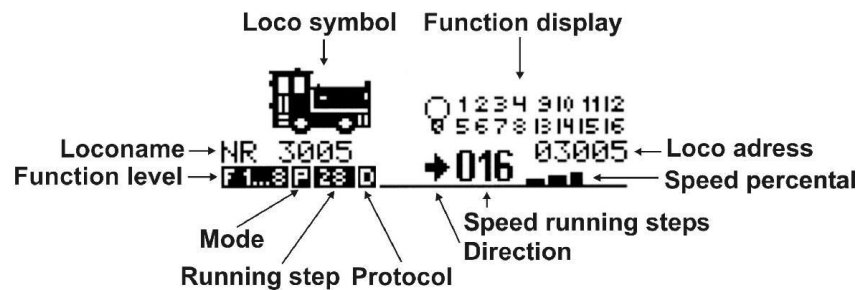 Loco symbol Function display
1 2 3 4 9 10 11 12
0 5 6 7 8 13 14 15 16
Loconame NR 3005 03005 Loco adress
Function level F1...8 P 28 D 016 Speed percental
Mode Speed running steps
Direction
Running step Protocol